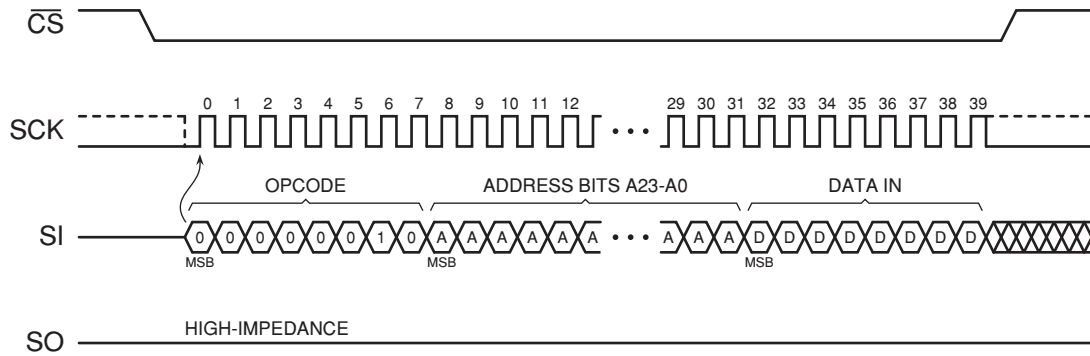 CS
SCK
0 1 2 3 4 5 6 7 8 9 10 11 12 29 30 31 32 33 34 35 36 37 38 39
OPCODE ADDRESS BITS A23-A0 DATA IN
SI
0 0 0 0 0 0 1 0 A A A A A A A A A D D D D D D D D
MSB MSB MSB
HIGH-IMPEDANCE
SO